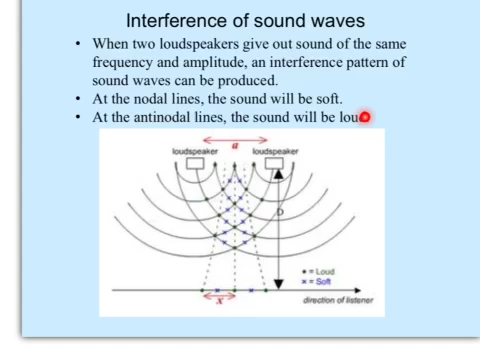 Interference of sound waves
• When two loudspeakers give out sound of the same
frequency and amplitude, an interference pattern of
sound waves can be produced.
• At the nodal lines, the sound will be soft.
• At the antinodal lines, the sound will be lou
a
loudspeaker loudspeaker
D
• = Loud
x = Soft
x
direction of listener